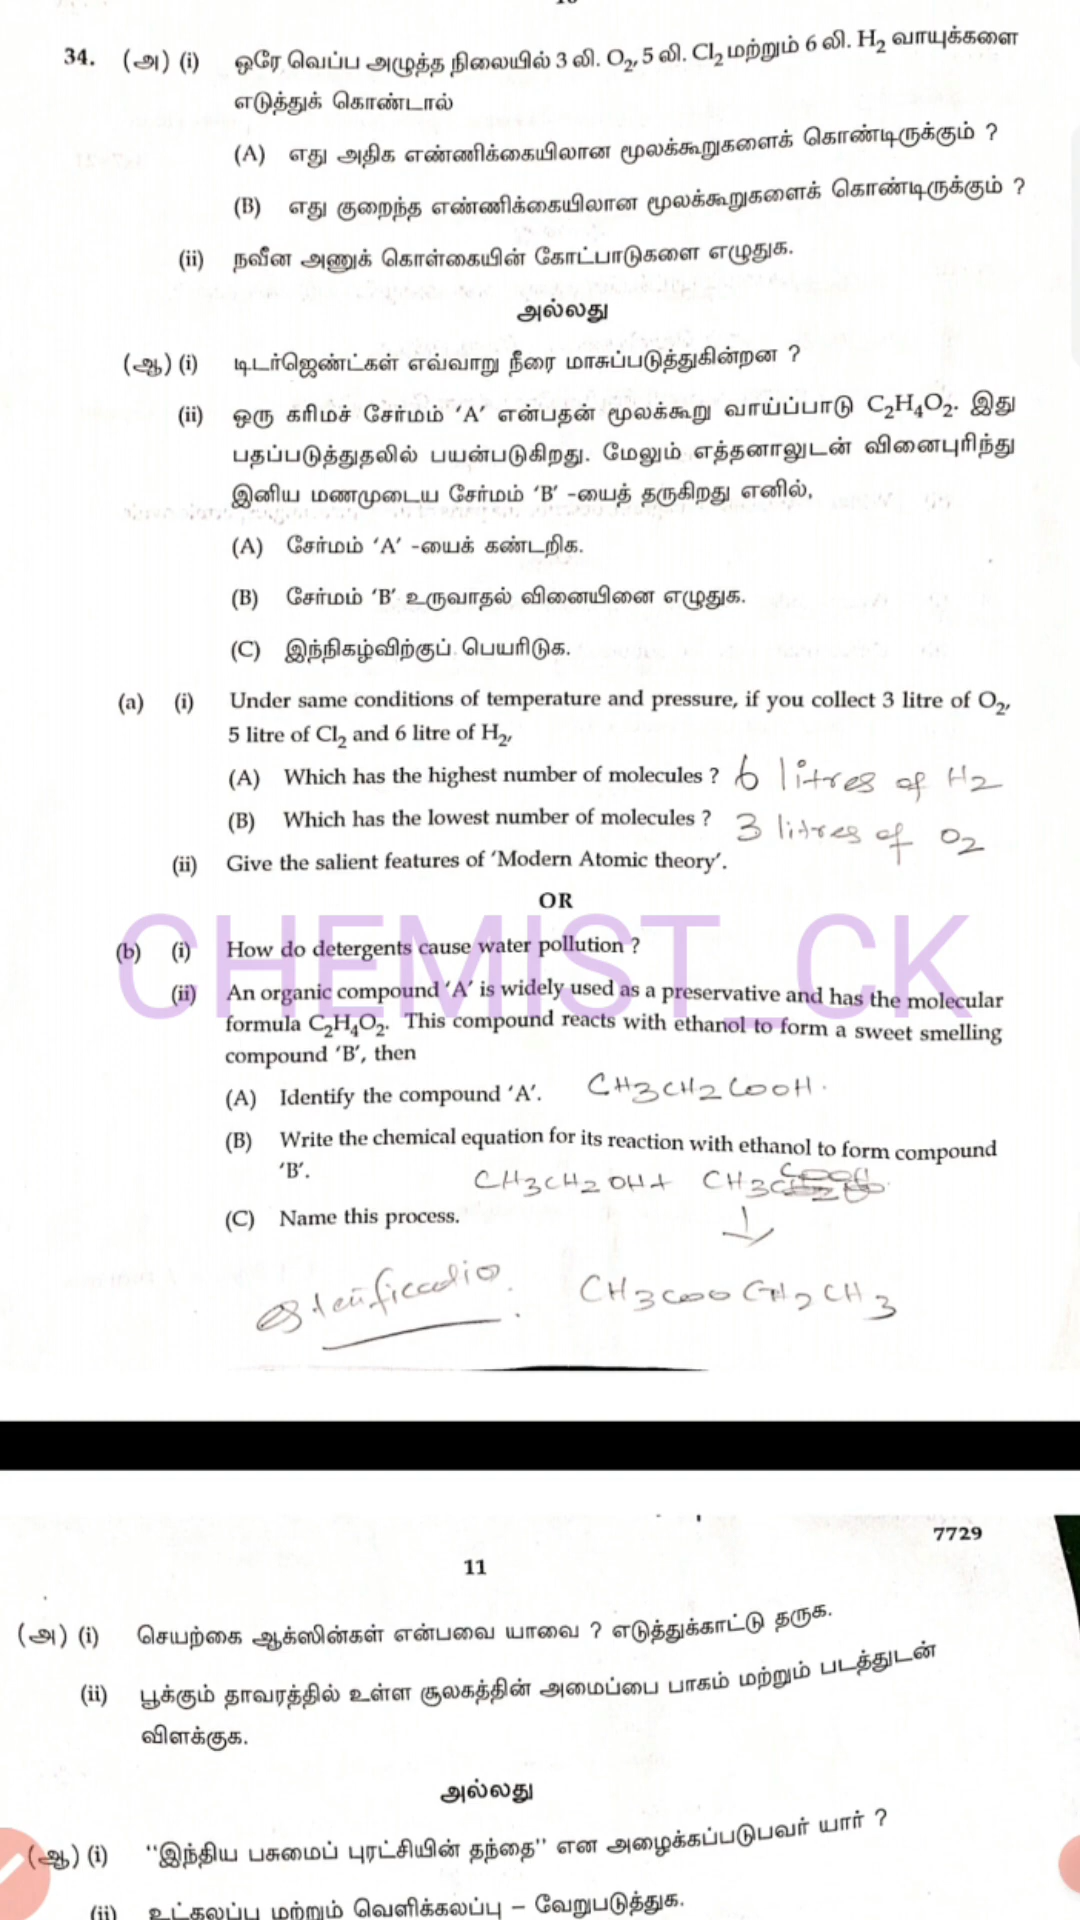 34. (அ) (i) ஒரே வெப்ப அழுத்த நிலையில் 3 லி. O₂, 5 லி. Cl₂ மற்றும் 6 லி. H₂ வாயுக்களை
எடுத்துக் கொண்டால்
(A) எது அதிக எண்ணிக்கையிலான மூலக்கூறுகளைக் கொண்டிருக்கும் ?
(B) எது குறைந்த எண்ணிக்கையிலான மூலக்கூறுகளைக் கொண்டிருக்கும் ?
(ii) நவீன அணுக் கொள்கையின் கோட்பாடுகளை எழுதுக.
அல்லது
(ஆ) (i) டிடர்ஜெண்ட்கள் எவ்வாறு நீரை மாசுப்படுத்துகின்றன ?
(ii) ஒரு கரிமச் சேர்மம் ‘A’ என்பதன் மூலக்கூறு வாய்ப்பாடு C₂H₄O₂. இது
பதப்படுத்துதலில் பயன்படுகிறது. மேலும் எத்தனாலுடன் வினைபுரிந்து
இனிய மணமுடைய சேர்மம் ‘B’ -யைத் தருகிறது எனில்,
(A) சேர்மம் ‘A’ -யைக் கண்டறிக.
(B) சேர்மம் ‘B’ உருவாதல் வினையினை எழுதுக.
(C) இந்நிகழ்விற்குப் பெயரிடுக.
(a) (i) Under same conditions of temperature and pressure, if you collect 3 litre of O₂,
5 litre of Cl₂ and 6 litre of H₂,
(A) Which has the highest number of molecules ? 6 litres of H2
(B) Which has the lowest number of molecules ? 3 litres of O2
(ii) Give the salient features of ‘Modern Atomic theory’.
OR
CHEMIST_CK
(b) (i) How do detergents cause water pollution ?
(ii) An organic compound ‘A’ is widely used as a preservative and has the molecular
formula C₂H₄O₂. This compound reacts with ethanol to form a sweet smelling
compound ‘B’, then
(A) Identify the compound ‘A’. CH3CH2COOH.
(B) Write the chemical equation for its reaction with ethanol to form compound
‘B’. CH3CH2OH + CH3COOH
(C) Name this process.
CH3COOCH2CH3
7729
11
(அ) (i) செயற்கை ஆக்ஸின்கள் என்பவை யாவை ? எடுத்துக்காட்டு தருக.
(ii) பூக்கும் தாவரத்தில் உள்ள சூலகத்தின் அமைப்பை பாகம் மற்றும் படத்துடன்
விளக்குக.
அல்லது
(ஆ) (i) “இந்திய பசுமைப் புரட்சியின் தந்தை” என அழைக்கப்படுபவர் யார் ?
(ii) உட்கலப்பு மற்றும் வெளிக்கலப்பு – வேறுபடுத்துக.